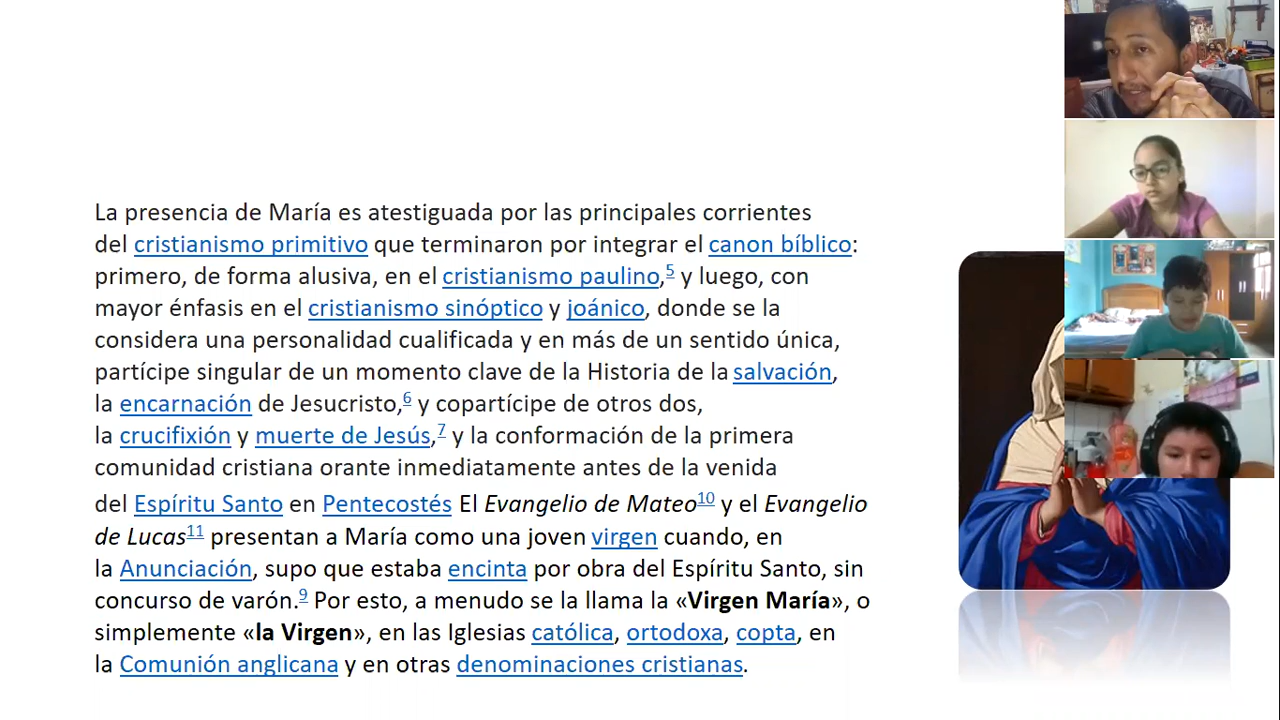 La presencia de María es atestiguada por las principales corrientes
del cristianismo primitivo que terminaron por integrar el canon bíblico:
primero, de forma alusiva, en el cristianismo paulino,5 y luego, con
mayor énfasis en el cristianismo sinóptico y joánico, donde se la
considera una personalidad cualificada y en más de un sentido única,
partícipe singular de un momento clave de la Historia de la salvación,
la encarnación de Jesucristo,6 y copartícipe de otros dos,
la crucifixión y muerte de Jesús,7 y la conformación de la primera
comunidad cristiana orante inmediatamente antes de la venida
del Espíritu Santo en Pentecostés El Evangelio de Mateo10 y el Evangelio
de Lucas11 presentan a María como una joven virgen cuando, en
la Anunciación, supo que estaba encinta por obra del Espíritu Santo, sin
concurso de varón.9 Por esto, a menudo se la llama la «Virgen María», o
simplemente «la Virgen», en las Iglesias católica, ortodoxa, copta, en
la Comunión anglicana y en otras denominaciones cristianas.